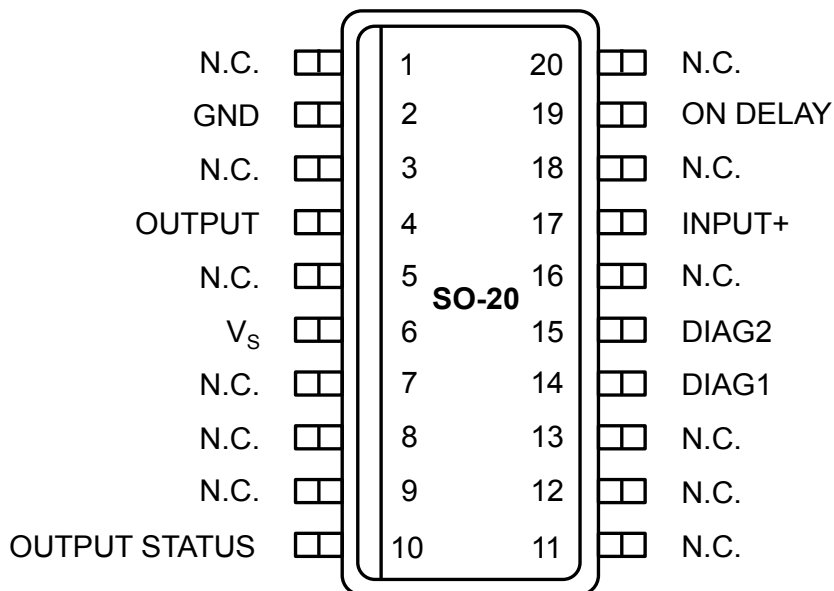 N.C. 1 20 N.C.
GND 2 19 ON DELAY
N.C. 3 18 N.C.
OUTPUT 4 17 INPUT+
N.C. 5 16 N.C.
SO-20
VS 6 15 DIAG2
N.C. 7 14 DIAG1
N.C. 8 13 N.C.
N.C. 9 12 N.C.
OUTPUT STATUS 10 11 N.C.